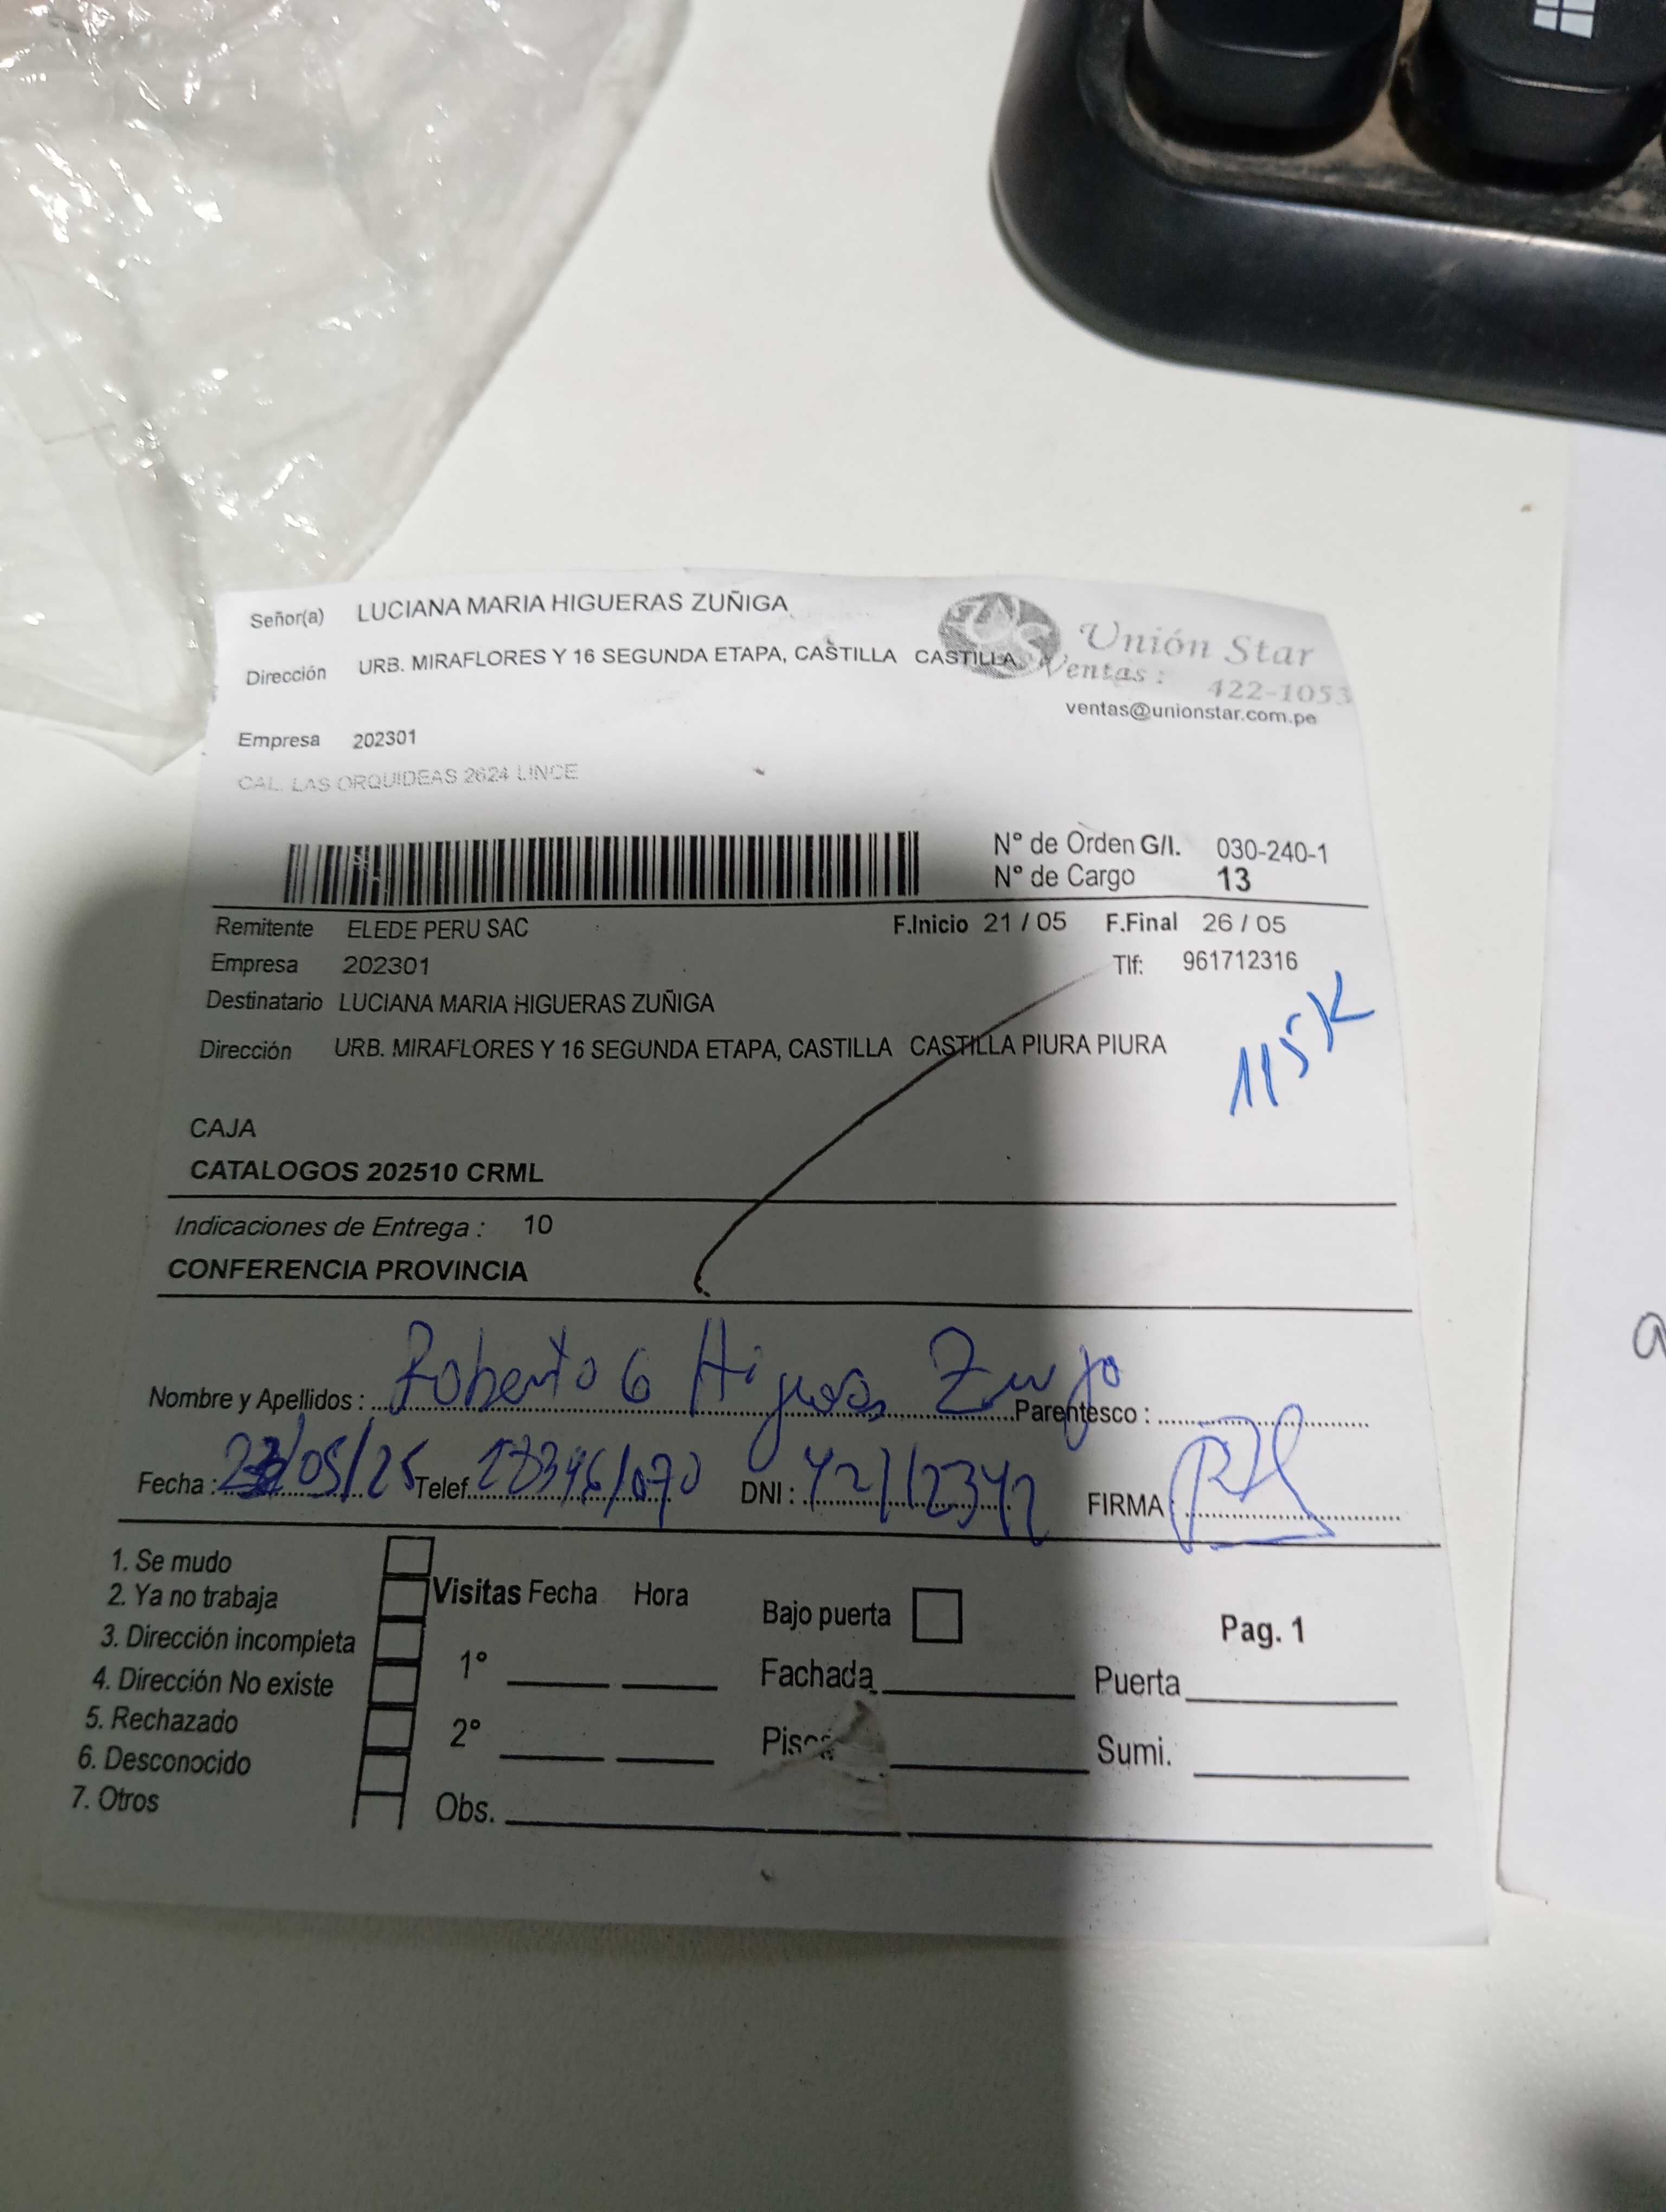 Señor(a) LUCIANA MARIA HIGUERAS ZUÑIGA
Unión Star
Dirección URB. MIRAFLORES Y 16 SEGUNDA ETAPA, CASTILLA CASTILLA
Ventas : 422-1053
ventas@unionstar.com.pe
Empresa 202301
CAL. LAS ORQUIDEAS 2624 LINCE
N° de Orden G/I. 030-240-1
N° de Cargo 13
Remitente ELEDE PERU SAC F.Inicio 21 / 05 F.Final 26 / 05
Empresa 202301 Tlf: 961712316
Destinatario LUCIANA MARIA HIGUERAS ZUÑIGA
Dirección URB. MIRAFLORES Y 16 SEGUNDA ETAPA, CASTILLA CASTILLA PIURA PIURA
115K
CAJA
CATALOGOS 202510 CRML
Indicaciones de Entrega : 10
CONFERENCIA PROVINCIA
Nombre y Apellidos : Roberto G Higueras Parentesco :
Fecha : /05/25 Telef. DNI : FIRMA :
1. Se mudo
2. Ya no trabaja
3. Dirección incompleta
4. Dirección No existe
5. Rechazado
6. Desconocido
7. Otros
Visitas Fecha Hora
1°
2°
Obs.
Bajo puerta
Fachada
Pag. 1
Puerta
Sumi.